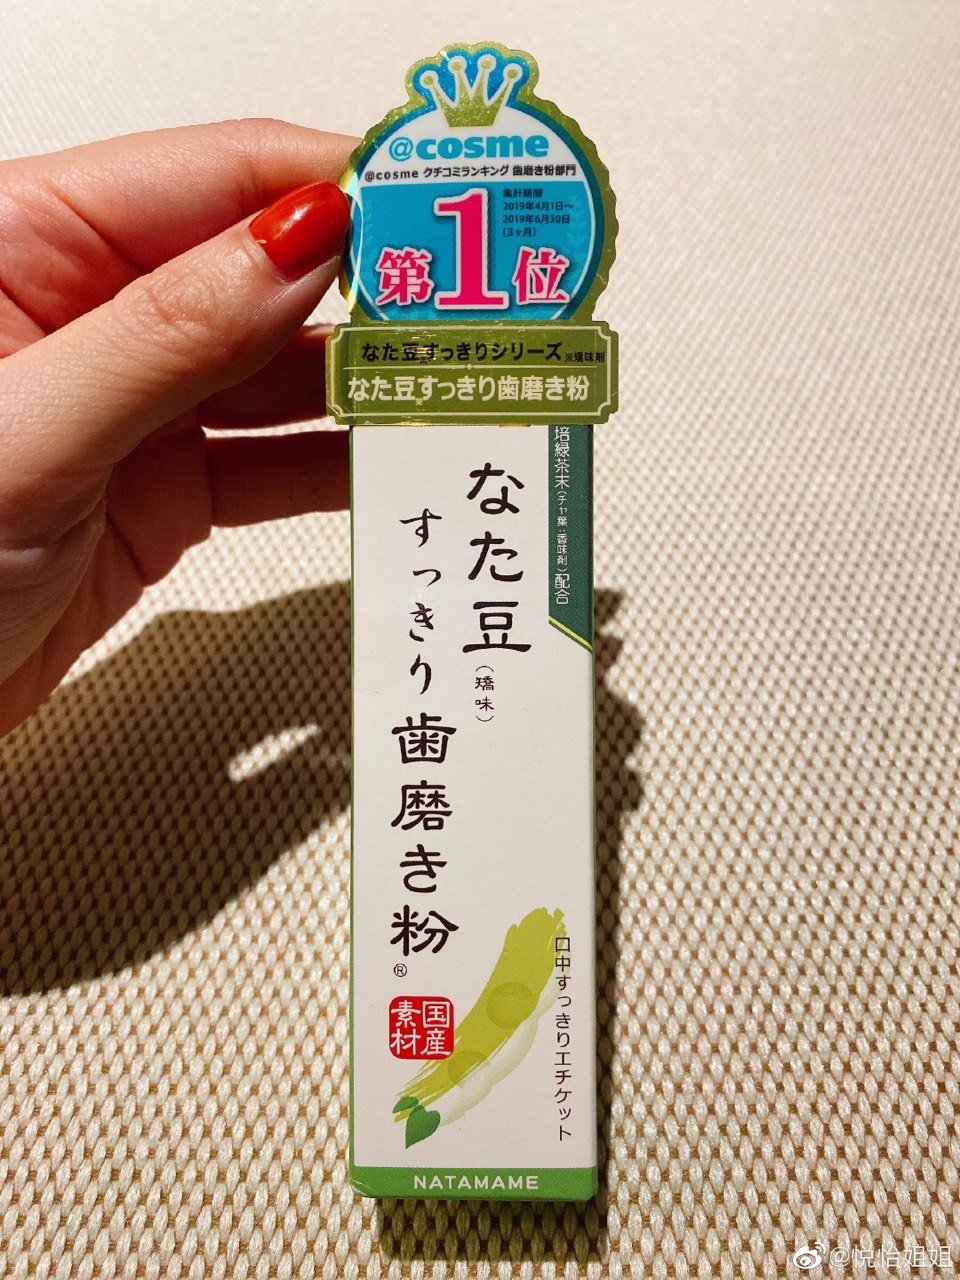 @cosme
@cosme クチコミランキング 歯磨き粉部門
集計期間
2019年4月1日〜
2019年6月30日
(3ヶ月)
第1位
なた豆すっきりシリーズ ※矯味剤
なた豆※すっきり歯磨き粉
培緑茶末(チャ葉:香味剤)配合
なた豆(矯味)
すっきり歯磨き粉®
国産
素材
口中すっきりエチケット
NATAMAME
@悦怡姐姐